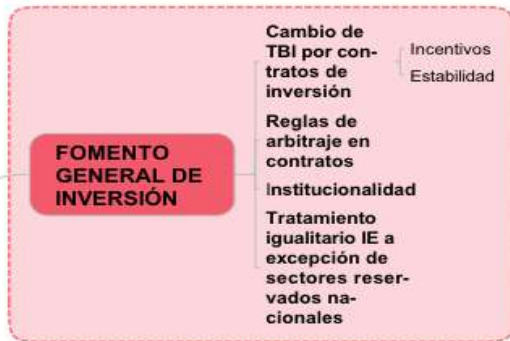 FOMENTO
GENERAL DE
INVERSIÓN
Cambio de
TBI por con-
tratos de
inversión
Incentivos
Estabilidad
Reglas de
arbitraje en
contratos
Institucionalidad
Tratamiento
igualitario IE a
excepción de
sectores reser-
vados na-
cionales